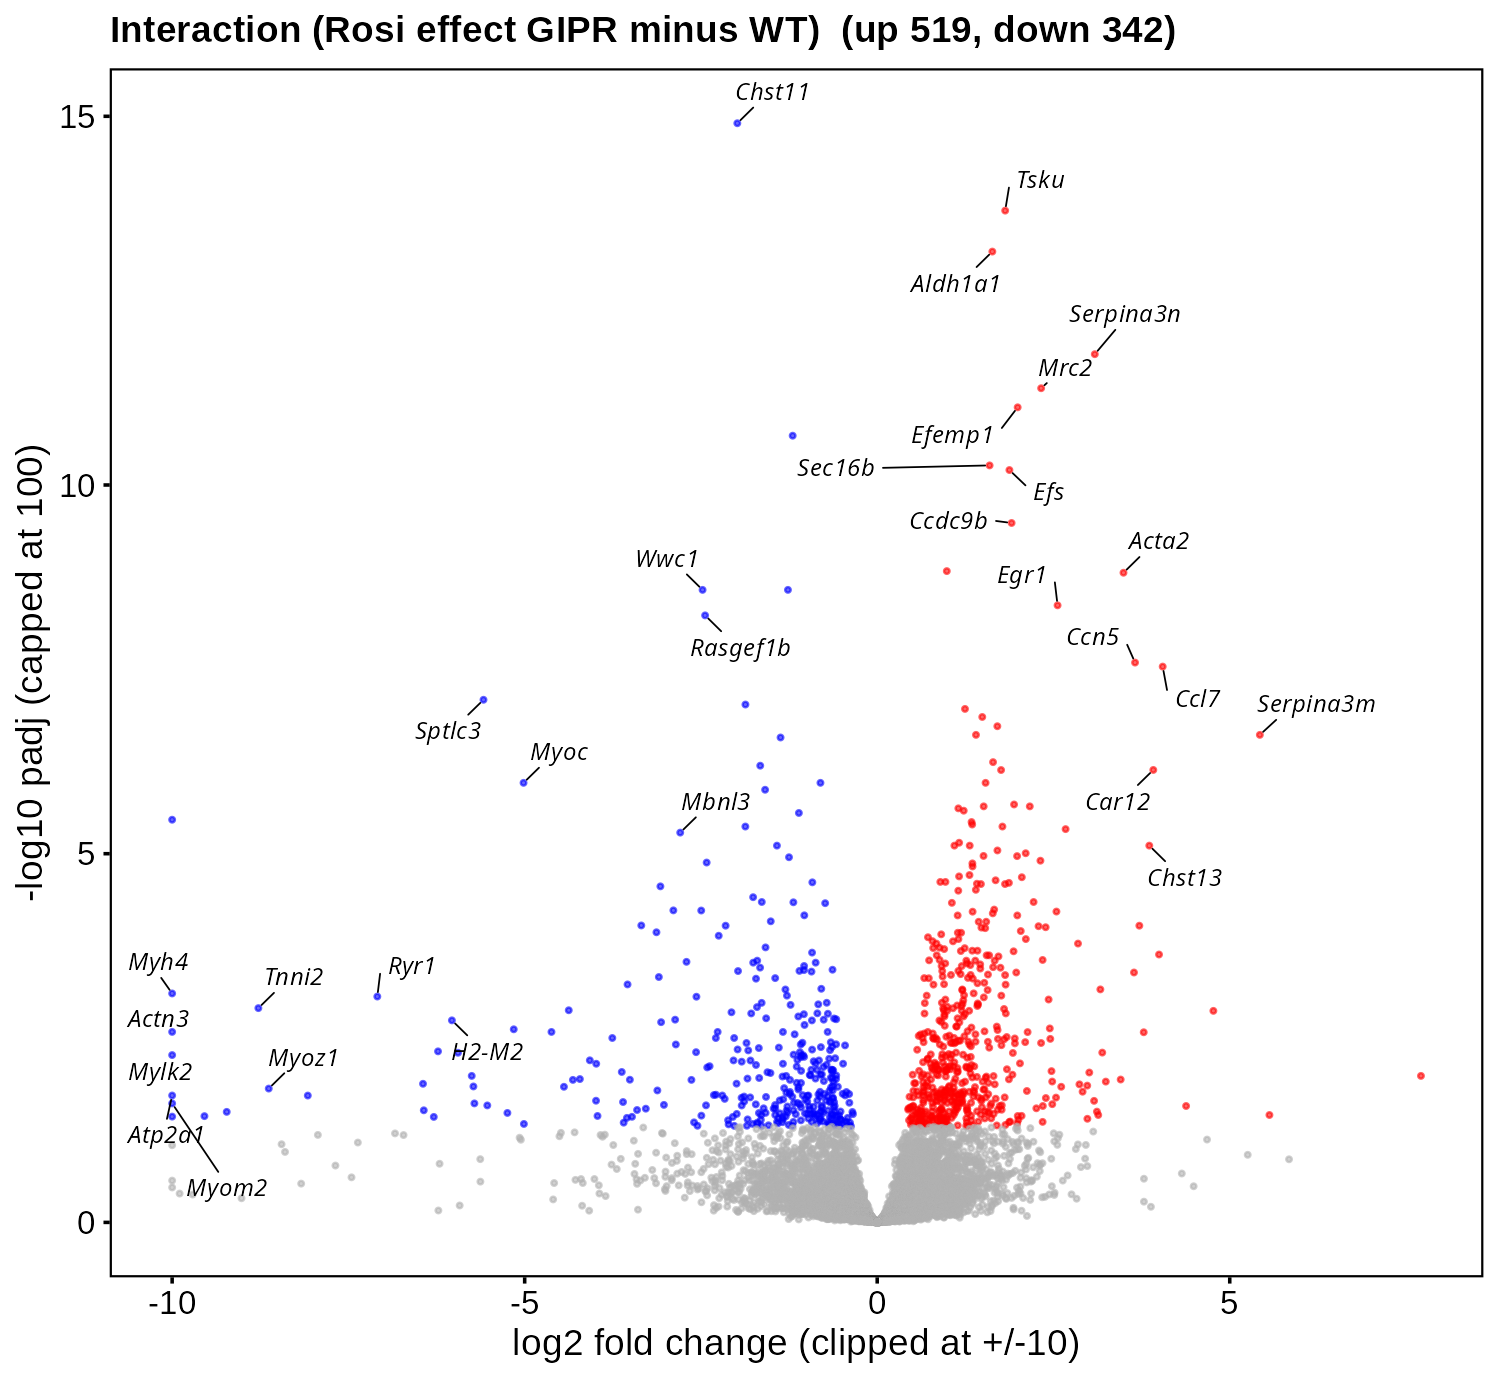 Interaction (Rosi effect GIPR minus WT)  (up 519, down 342)
Chst11
15
Tsku
Aldh1a1
Serpina3n
Mrc2
Efemp1
Sec16b
10
Efs
Ccdc9b
Acta2
Wwc1
Egr1
Ccn5
Rasgef1b
Ccl7
Serpina3m
Sptlc3
Myoc
Mbnl3
Car12
5
Chst13
Myh4
Ryr1
Tnni2
Actn3
H2-M2
Myoz1
Mylk2
Atp2a1
Myom2
0
-log10 padj (capped at 100)
-10
-5
0
5
log2 fold change (clipped at +/-10)